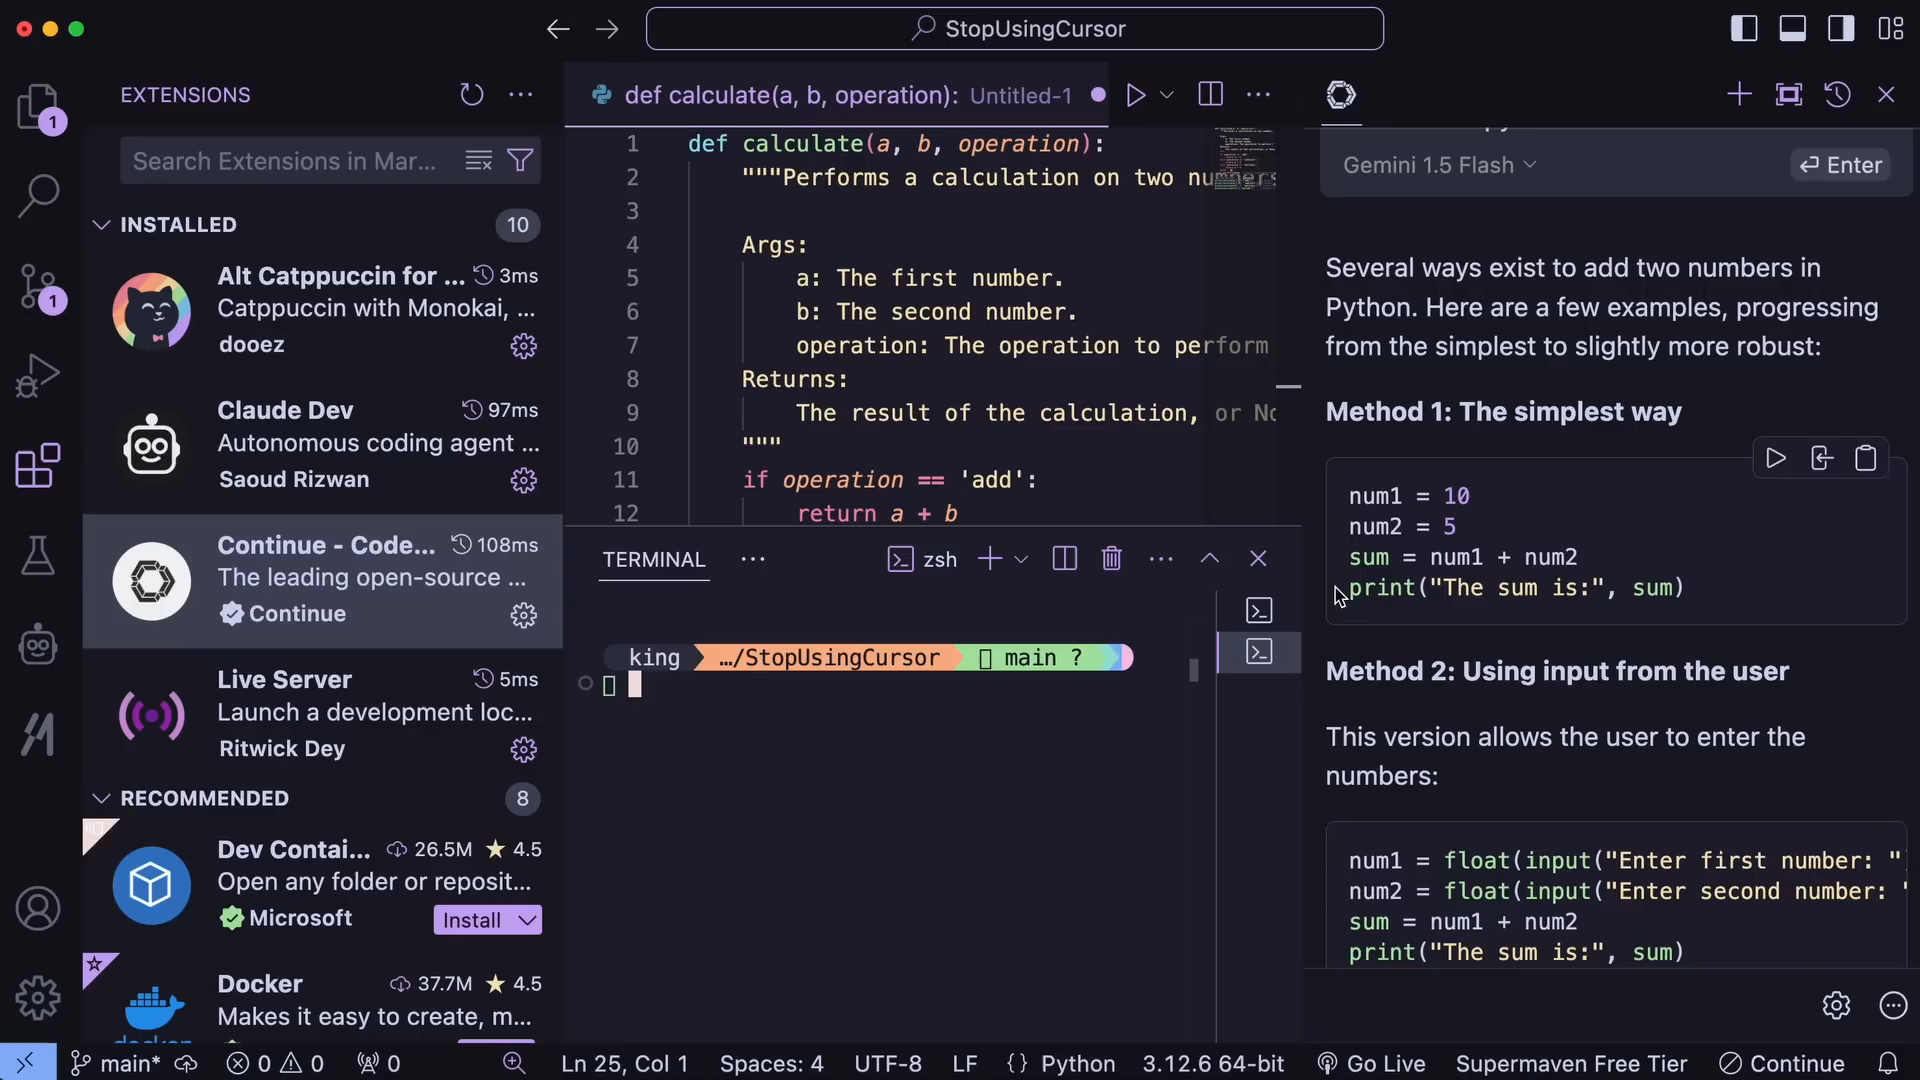 StopUsingCursor
EXTENSIONS
1
1
Search Extensions in Mar...
INSTALLED
10
Alt Catppuccin for ...
3ms
Catppuccin with Monokai, ...
dooez
Claude Dev
97ms
Autonomous coding agent ...
Saoud Rizwan
Continue - Code...
108ms
The leading open-source ...
Continue
Live Server
5ms
Launch a development loc...
Ritwick Dey
RECOMMENDED
8
Dev Contai...
26.5M
4.5
Open any folder or reposit...
Microsoft
Install
Docker
37.7M
4.5
Makes it easy to create, m...
def calculate(a, b, operation): Untitled-1
1 def calculate(a, b, operation):
2 """Performs a calculation on two numbers
3
4 Args:
5 a: The first number.
6 b: The second number.
7 operation: The operation to perform
8 Returns:
9 The result of the calculation, or No
10 """
11 if operation == 'add':
12 return a + b
TERMINAL
zsh
king …/StopUsingCursor main ?
Gemini 1.5 Flash
Enter
Several ways exist to add two numbers in
Python. Here are a few examples, progressing
from the simplest to slightly more robust:
Method 1: The simplest way
num1 = 10
num2 = 5
sum = num1 + num2
print("The sum is:", sum)
Method 2: Using input from the user
This version allows the user to enter the
numbers:
num1 = float(input("Enter first number: "
num2 = float(input("Enter second number: "
sum = num1 + num2
print("The sum is:", sum)
main*
0
0
0
Ln 25, Col 1
Spaces: 4
UTF-8
LF
{} Python
3.12.6 64-bit
Go Live
Supermaven Free Tier
Continue